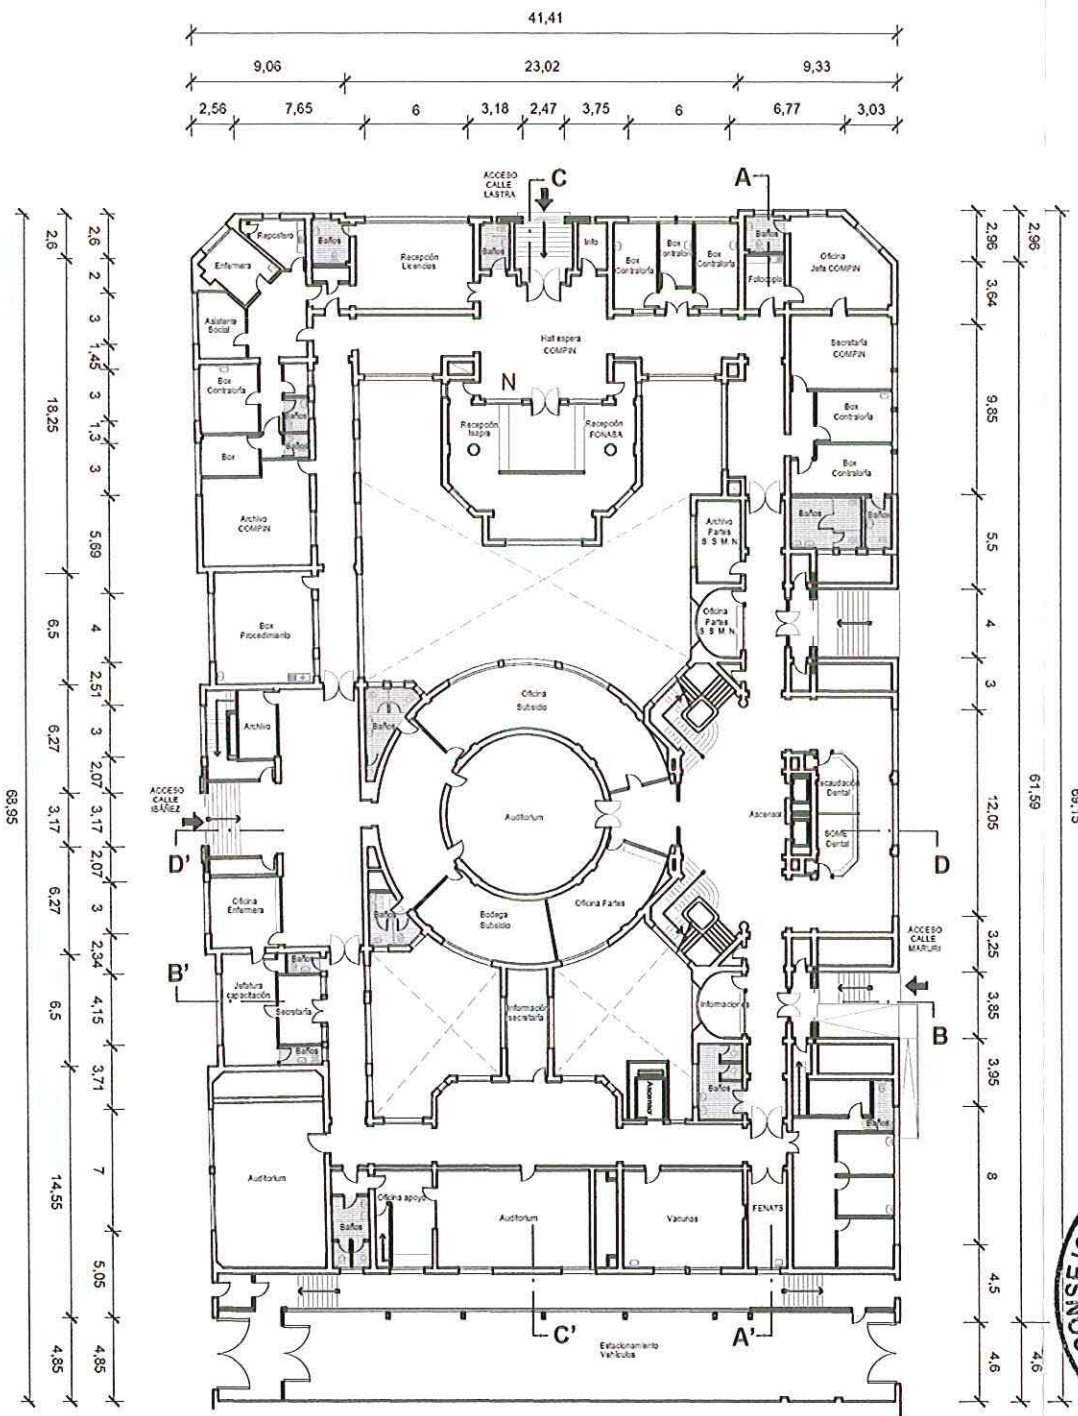 41,41
9,06
23,02
9,33
2,56
7,65
6
3,18
2,47
3,75
6
6,77
3,03
ACCESO
CALLE
LASTRA
C
A
Repostero
Baños
Enfermera
Recepción
Licencias
Baños
Info
Box
Contraloría
Box
Contraloría
Box
Contraloría
Baños
Fotocopia
Oficina
Jefa COMPIN
Asistente
Social
Hall espera
COMPIN
Secretaría
COMPIN
N
Box
Contraloría
Baños
Baños
Recepción
Isapre
Recepción
FONASA
Box
Contraloría
Box
Box
Contraloría
Archivo
COMPIN
Archivo
Partes
S.S.M.N.
Baños
Baños
Box
Procedimiento
Oficina
Partes
S.S.M.N.
Oficina
Subsidio
Archivo
Baños
ACCESO
CALLE
IBÁÑEZ
Auditorium
Ascensor
Recaudación
Dental
SOME
Dental
D'
D
Oficina
Enfermera
Baños
Bodega
Subsidio
Oficina Partes
ACCESO
CALLE
MARURI
B'
Jefatura
capacitación
Baños
Secretaría
Baños
Información
secretaría
Informaciones
B
Baños
Ascensor
Baños
Auditorium
Oficina apoyo
Baños
Auditorium
Vacunas
FENATS
C'
A'
Estacionamiento
Vehículos
68,95
2,6
18,25
6,5
6,27
3,17
6,27
6,5
14,55
4,85
2,6
2
3
1,45
3
1,3
3
5,69
4
2,51
3
2,07
3,17
2,07
3
2,34
4,15
3,71
7
5,05
4,85
2,96
3,64
9,85
5,5
4
3
12,05
3,25
3,85
3,95
8
4,5
4,6
2,96
61,59
4,6
69,15